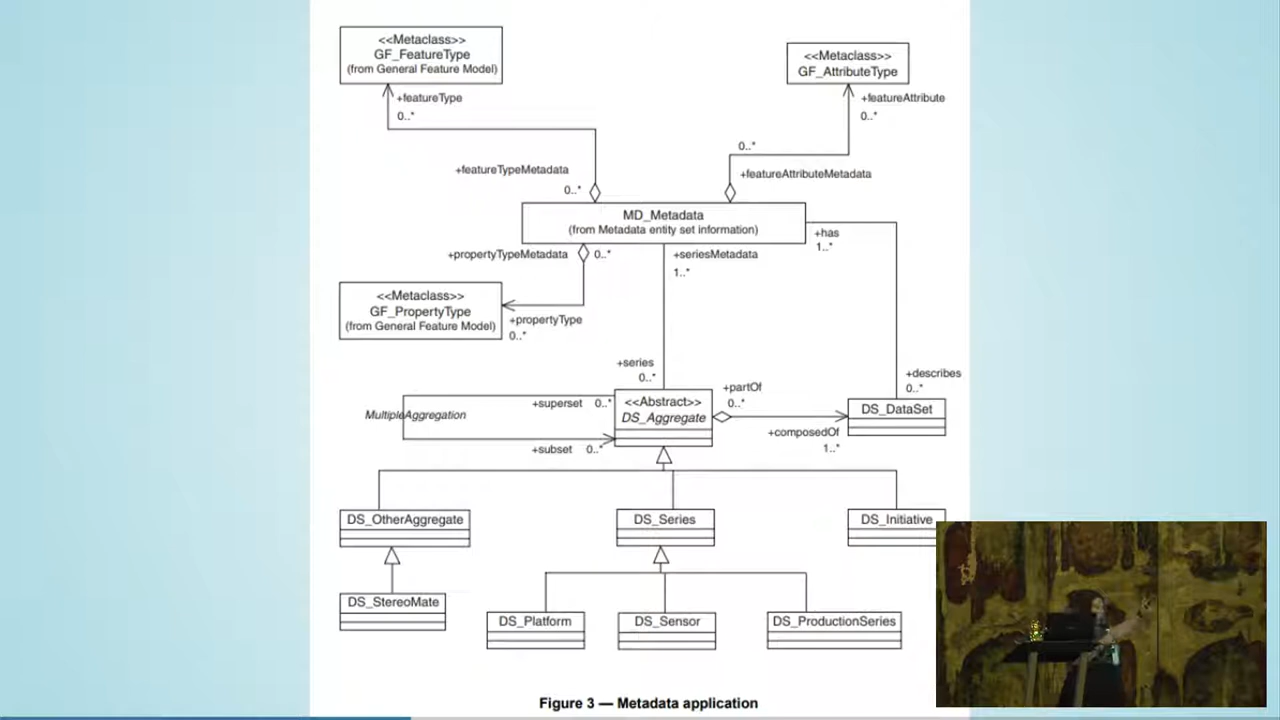 <<Metaclass>>
GF_FeatureType
(from General Feature Model)
<<Metaclass>>
GF_AttributeType
+featureType
0..*
+featureAttribute
0..*
0..*
+featureTypeMetadata
0..*
+featureAttributeMetadata
MD_Metadata
(from Metadata entity set information)
+has
1..*
+propertyTypeMetadata
0..*
+seriesMetadata
1..*
<<Metaclass>>
GF_PropertyType
(from General Feature Model)
+propertyType
0..*
+series
0..*
+partOf
0..*
+describes
0..*
MultipleAggregation
+superset 0..*
<<Abstract>>
DS_Aggregate
DS_DataSet
+composedOf
1..*
+subset 0..*
DS_OtherAggregate
DS_Series
DS_Initiative
DS_StereoMate
DS_Platform
DS_Sensor
DS_ProductionSeries
Figure 3 — Metadata application